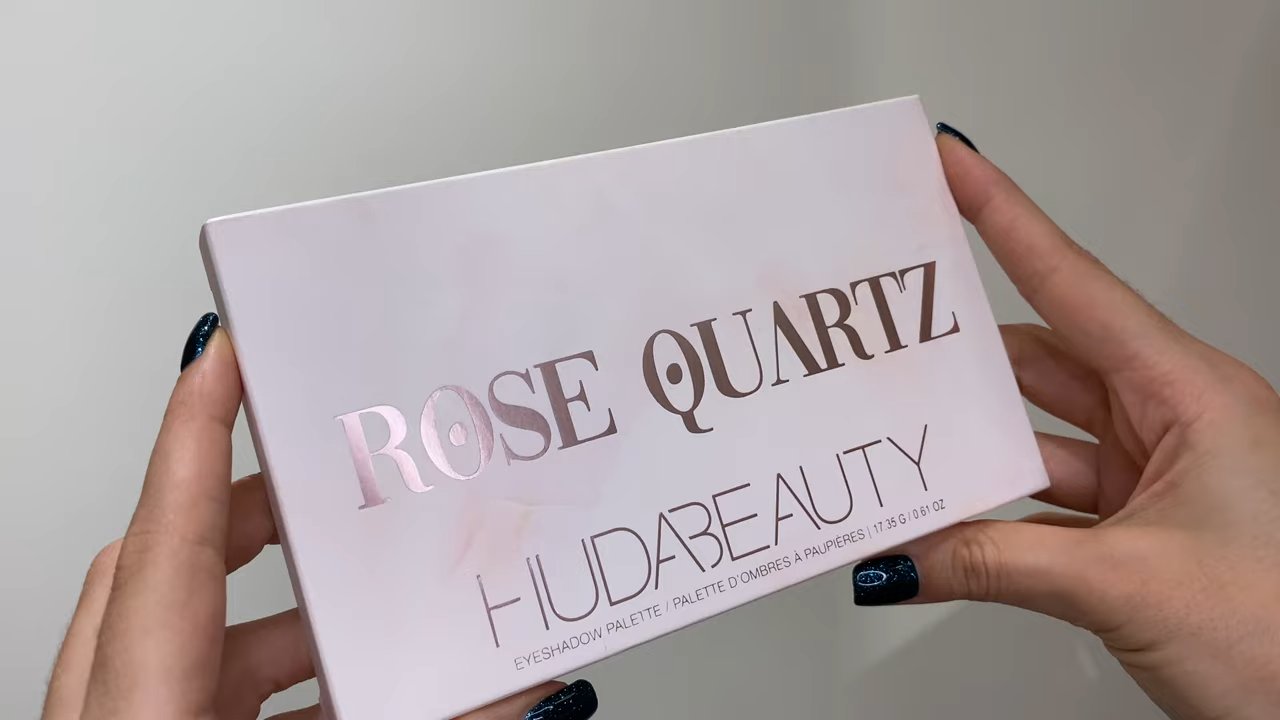 ROSE QUARTZ
HUDABEAUTY
EYESHADOW PALETTE / PALETTE D'OMBRES À PAUPIÈRES | 17.35 G / 0.61 OZ